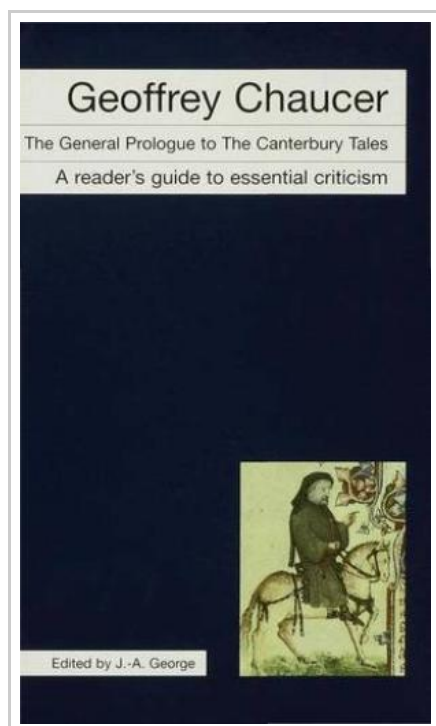 Geoffrey Chaucer
The General Prologue to The Canterbury Tales
A reader's guide to essential criticism
Edited by J.-A. George